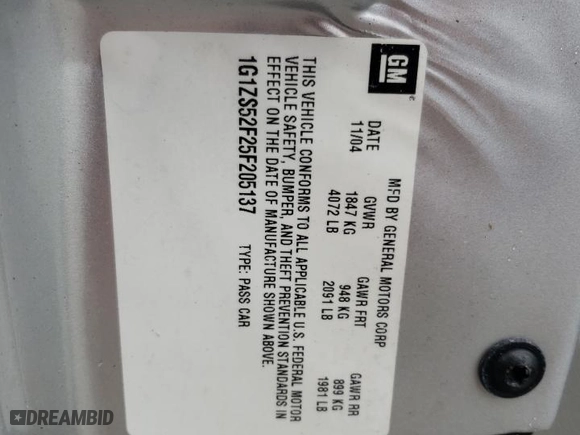 GM
MFD BY GENERAL MOTORS CORP
DATE GVWR GAWR FRT GAWR RR
11/04 1847 KG 948 KG 899 KG
4072 LB 2091 LB 1981 LB
THIS VEHICLE CONFORMS TO ALL APPLICABLE U.S. FEDERAL MOTOR
VEHICLE SAFETY, BUMPER, AND THEFT PREVENTION STANDARDS IN
EFFECT ON THE DATE OF MANUFACTURE SHOWN ABOVE.
1G1ZS52F25F205137 TYPE: PASS CAR
DREAMBID